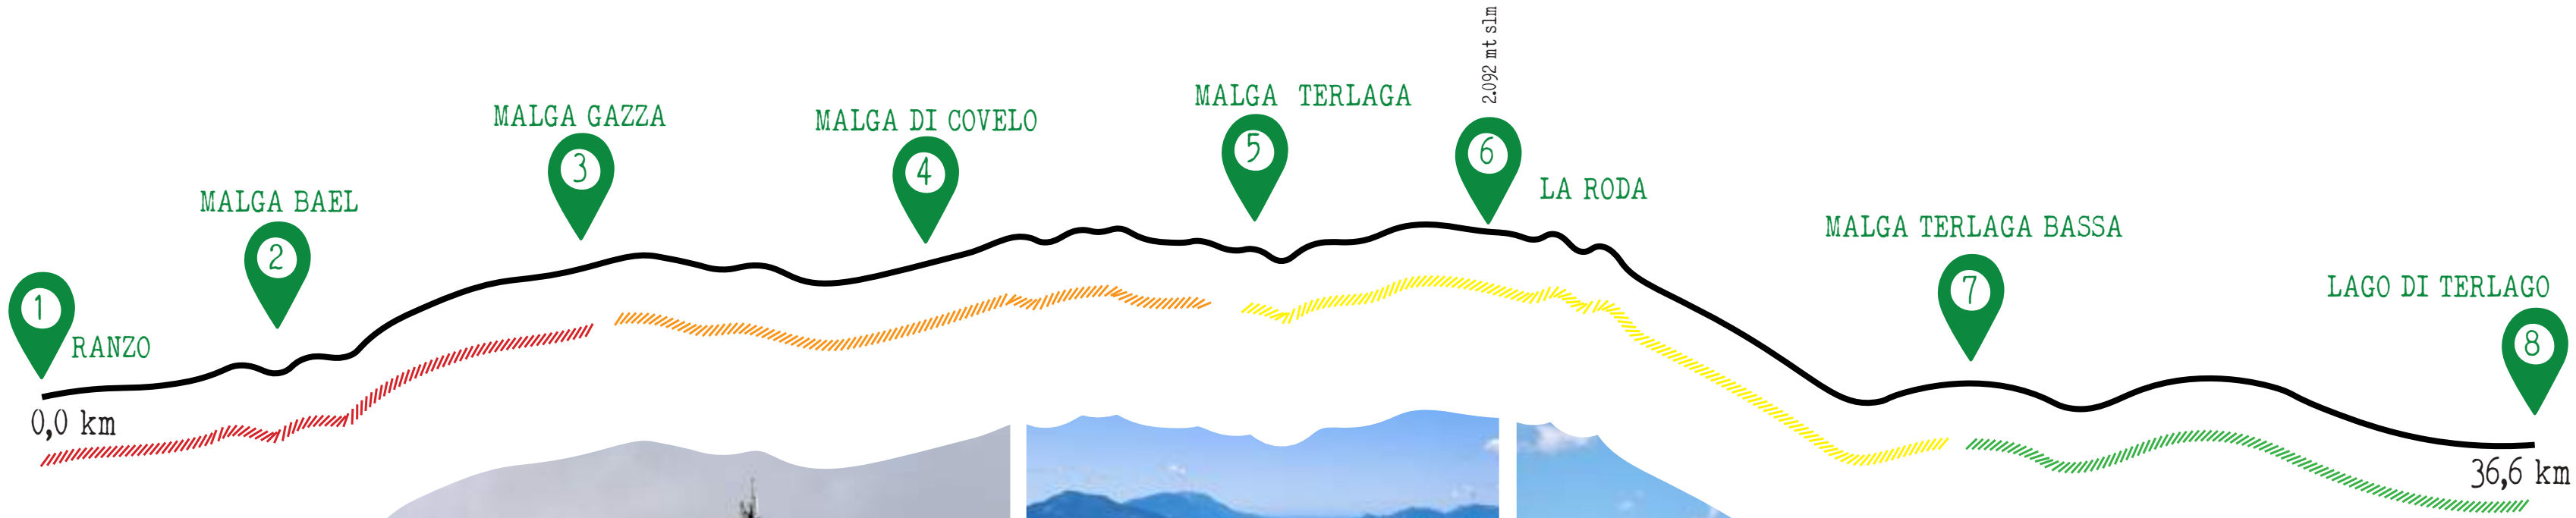 1
RANZO
0,0 km
MALGA BAEL
2
MALGA GAZZA
3
MALGA DI COVELO
4
MALGA TERLAGA
5
2.092 mt slm
6
LA RODA
MALGA TERLAGA BASSA
7
LAGO DI TERLAGO
8
36,6 km